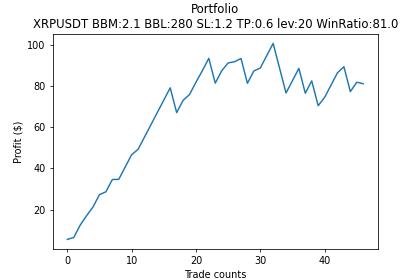 Portfolio
XRPUSDT BBM:2.1 BBL:280 SL:1.2 TP:0.6 lev:20 WinRatio:81.0
100
80
60
40
20
Profit ($)
0
10
20
30
40
Trade counts